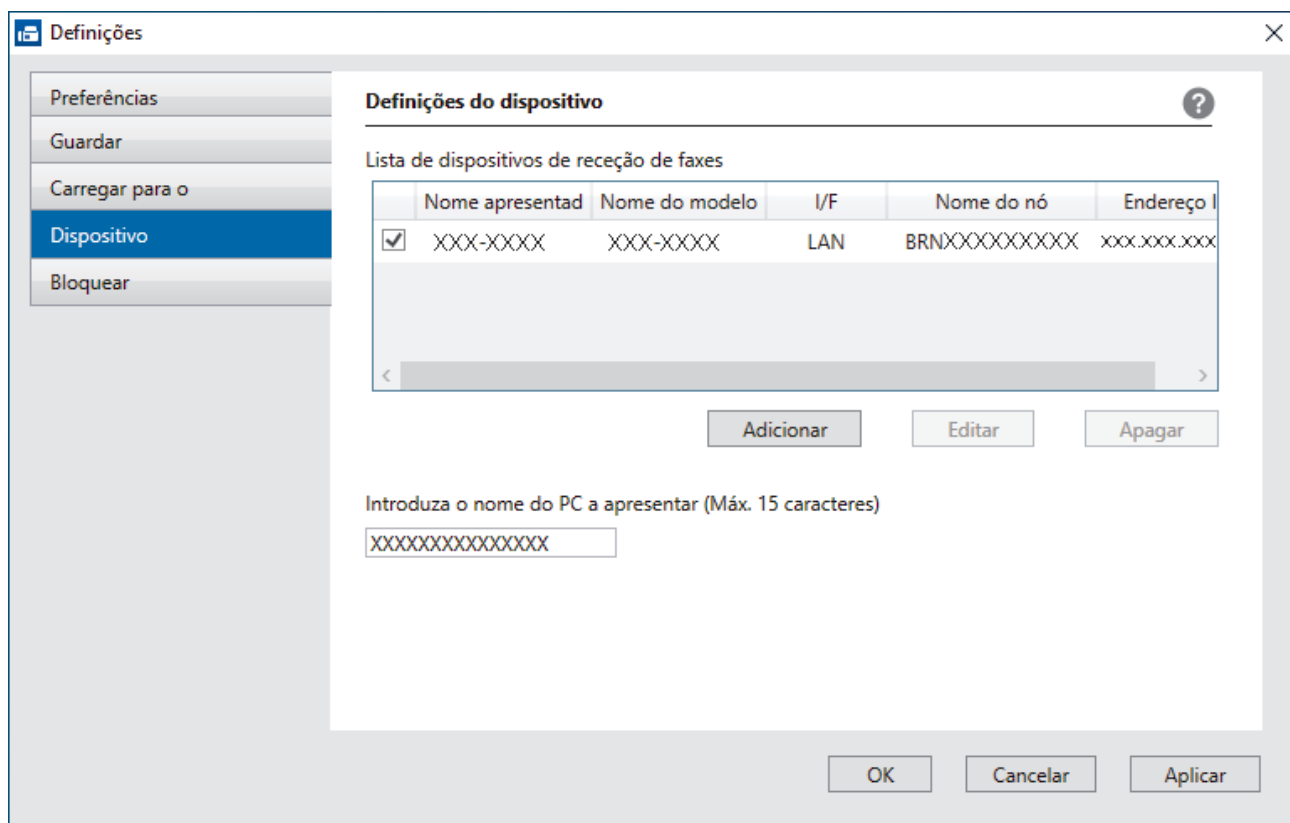 Definições
Preferências
Guardar
Carregar para o
Dispositivo
Bloquear
Definições do dispositivo
Lista de dispositivos de receção de faxes
Nome apresentad Nome do modelo I/F Nome do nó Endereço I
XXX-XXXX XXX-XXXX LAN BRNXXXXXXXXX XXX.XXX.XXX
Adicionar Editar Apagar
Introduza o nome do PC a apresentar (Máx. 15 caracteres)
XXXXXXXXXXXXXXX
OK Cancelar Aplicar